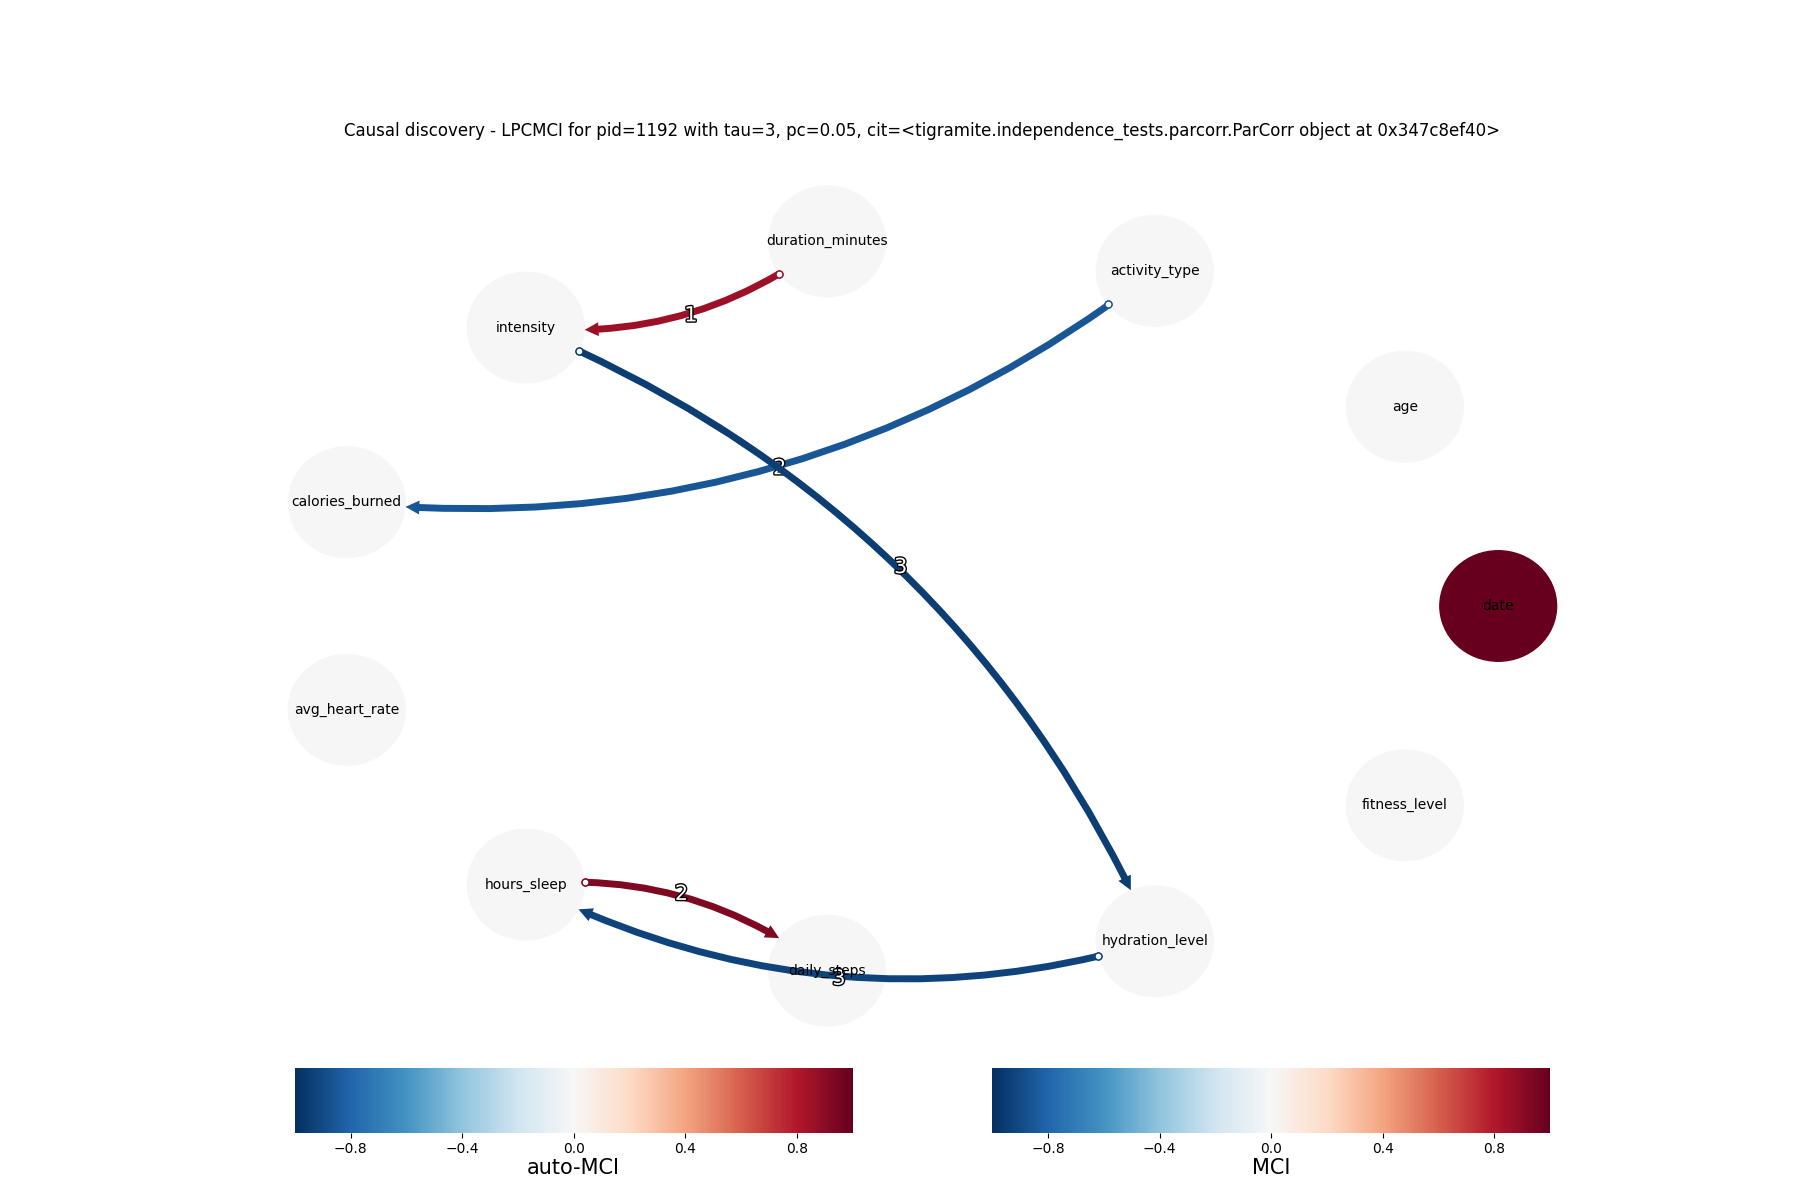 Causal discovery - LPCMCI for pid=1192 with tau=3, pc=0.05, cit=<tigramite.independence_tests.parcorr.ParCorr object at 0x347c8ef40>
duration_minutes
activity_type
1
intensity
age
2
calories_burned
3
date
avg_heart_rate
fitness_level
hours_sleep
2
hydration_level
daily_steps
3
−0.8 −0.4 0.0 0.4 0.8
auto-MCI
−0.8 −0.4 0.0 0.4 0.8
MCI